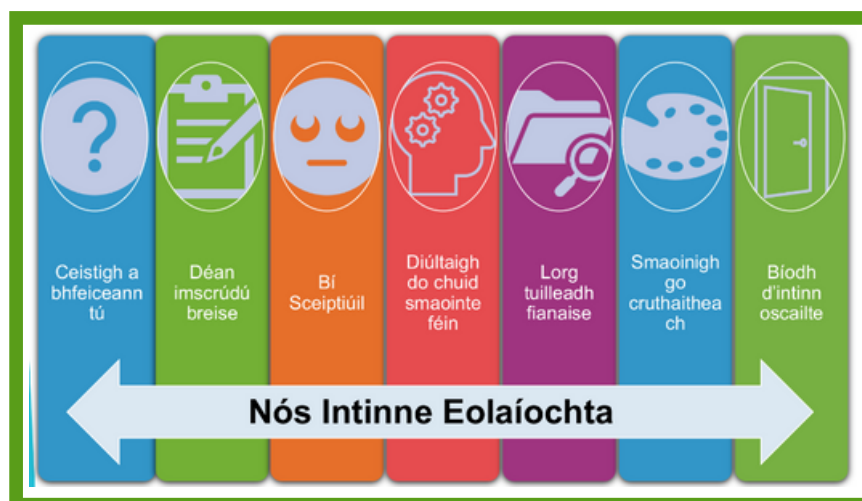 ?
Ceistigh a
bhfeiceann
tú
Déan
imscrúdú
breise
Bí
Sceiptiúil
Diúltaigh
do chuid
smaointe
féin
Lorg
tuilleadh
fianaise
Smaoinigh
go
cruthaithea
ch
Bíodh
d'intinn
oscailte
Nós Intinne Eolaíochta